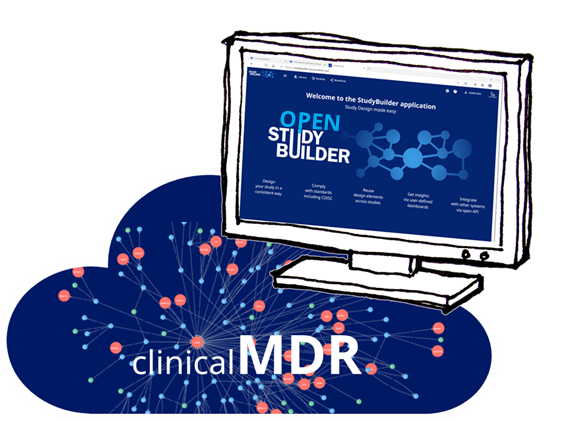 Welcome to the StudyBuilder application
Study Design made easy
OPEN
STUDY
BUILDER
Design
your study in a
consistent way
Comply
with standards
including CDISC
Reuse
design elements
across studies
Get insights
via user-defined
dashboards
Integrate
with other systems
via open API
clinicalMDR